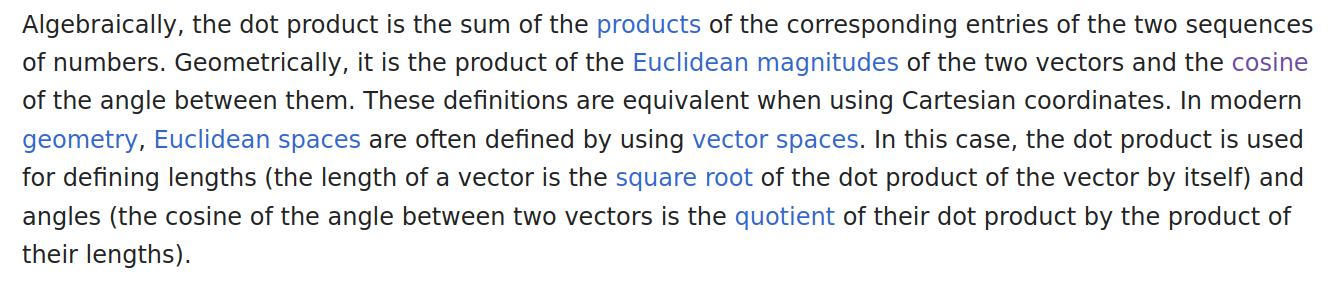 Algebraically, the dot product is the sum of the products of the corresponding entries of the two sequences
of numbers. Geometrically, it is the product of the Euclidean magnitudes of the two vectors and the cosine
of the angle between them. These definitions are equivalent when using Cartesian coordinates. In modern
geometry, Euclidean spaces are often defined by using vector spaces. In this case, the dot product is used
for defining lengths (the length of a vector is the square root of the dot product of the vector by itself) and
angles (the cosine of the angle between two vectors is the quotient of their dot product by the product of
their lengths).